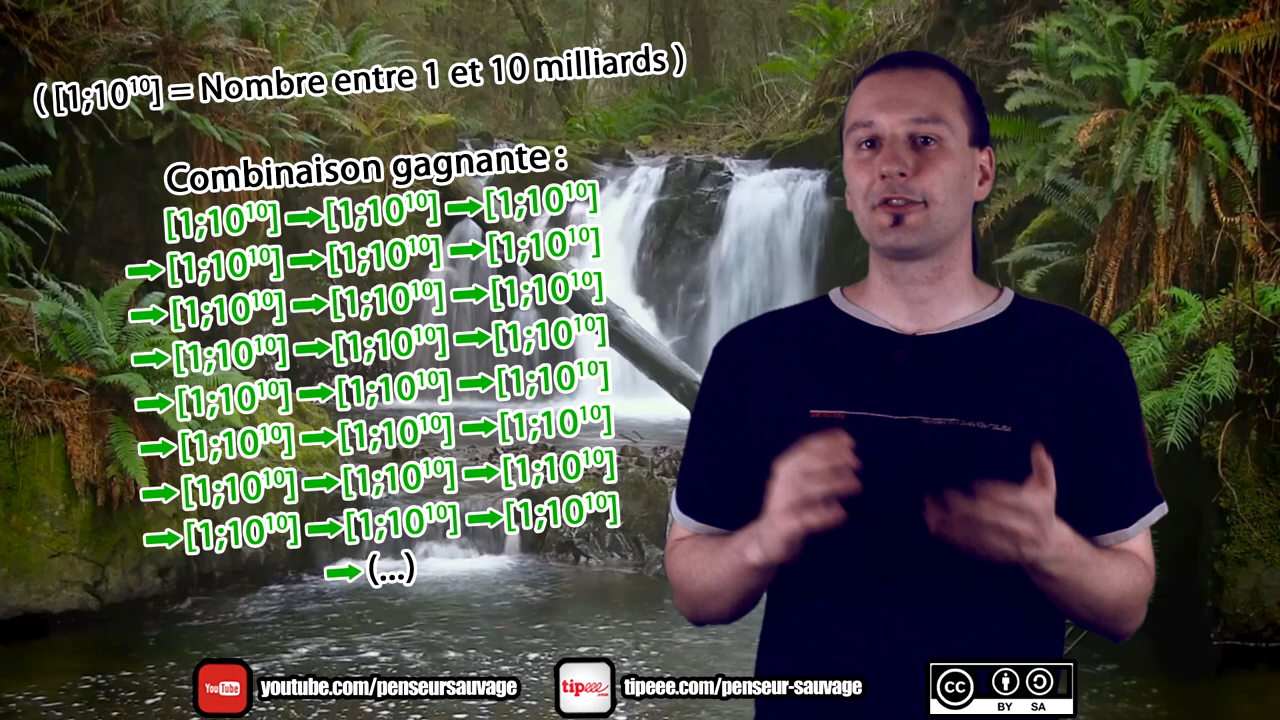 ( [1;10¹⁰] = Nombre entre 1 et 10 milliards )
Combinaison gagnante :
[1;10¹⁰] ➡ [1;10¹⁰] ➡ [1;10¹⁰]
➡ [1;10¹⁰] ➡ [1;10¹⁰] ➡ [1;10¹⁰]
➡ [1;10¹⁰] ➡ [1;10¹⁰] ➡ [1;10¹⁰]
➡ [1;10¹⁰] ➡ [1;10¹⁰] ➡ [1;10¹⁰]
➡ [1;10¹⁰] ➡ [1;10¹⁰] ➡ [1;10¹⁰]
➡ [1;10¹⁰] ➡ [1;10¹⁰] ➡ [1;10¹⁰]
➡ [1;10¹⁰] ➡ [1;10¹⁰] ➡ [1;10¹⁰]
➡ [1;10¹⁰] ➡ [1;10¹⁰] ➡ [1;10¹⁰]
➡ (...)
YouTube youtube.com/penseursauvage
tipeee tipeee.com/penseur-sauvage
cc BY SA